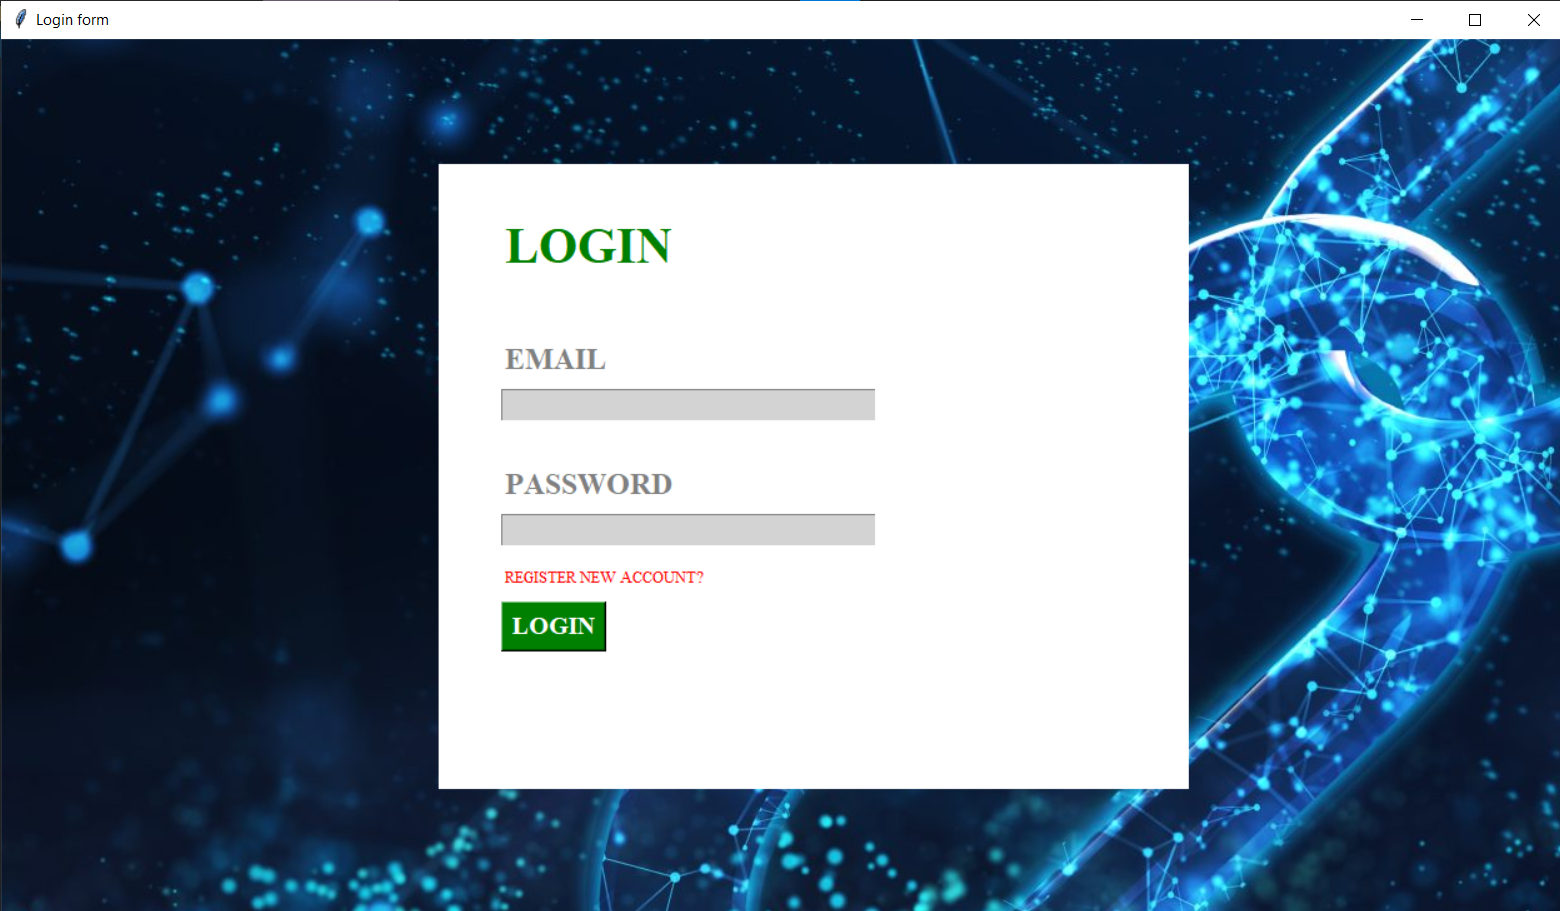 Login form
LOGIN
EMAIL
PASSWORD
REGISTER NEW ACCOUNT?
LOGIN